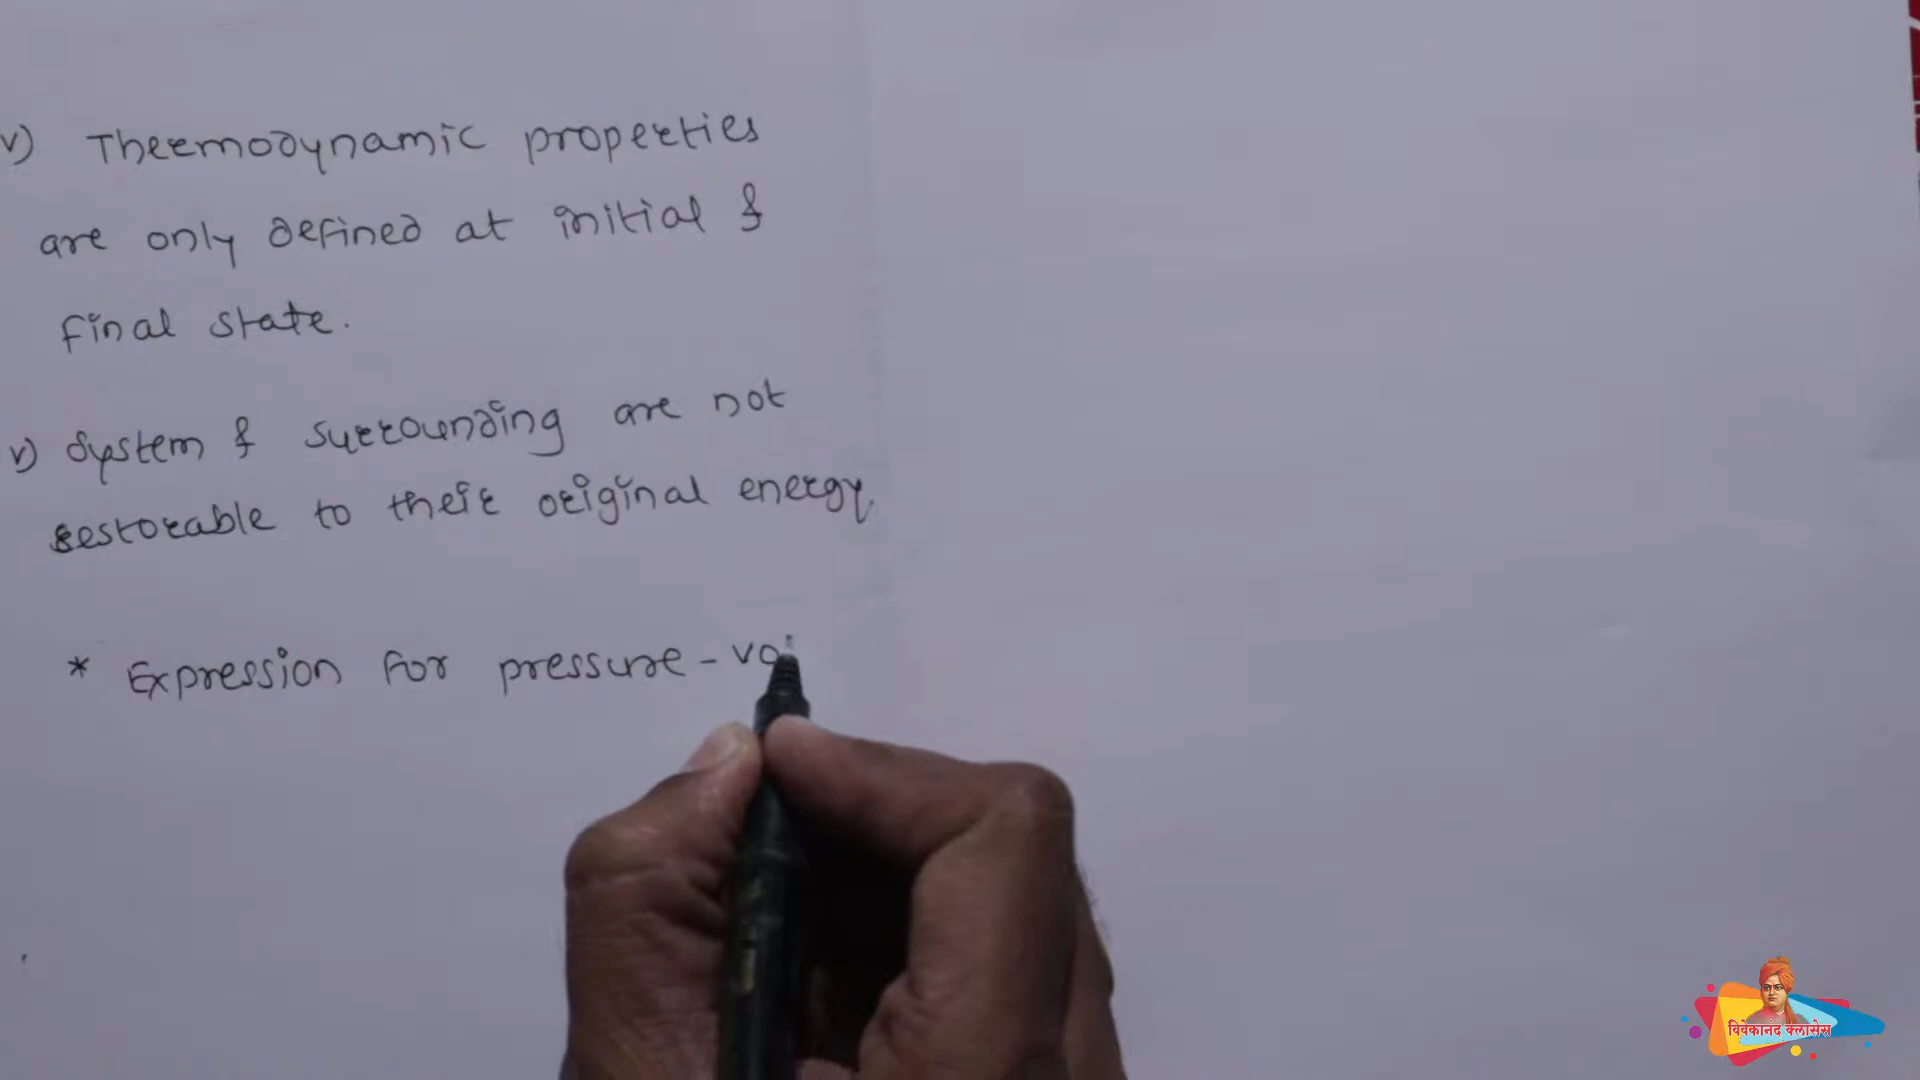 v) Thermodynamic properties
are only defined at initial &
final state.
v) System & surrounding are not
restorable to their original energy.
* Expression for pressure - vo
विवेकानंद क्लासेस